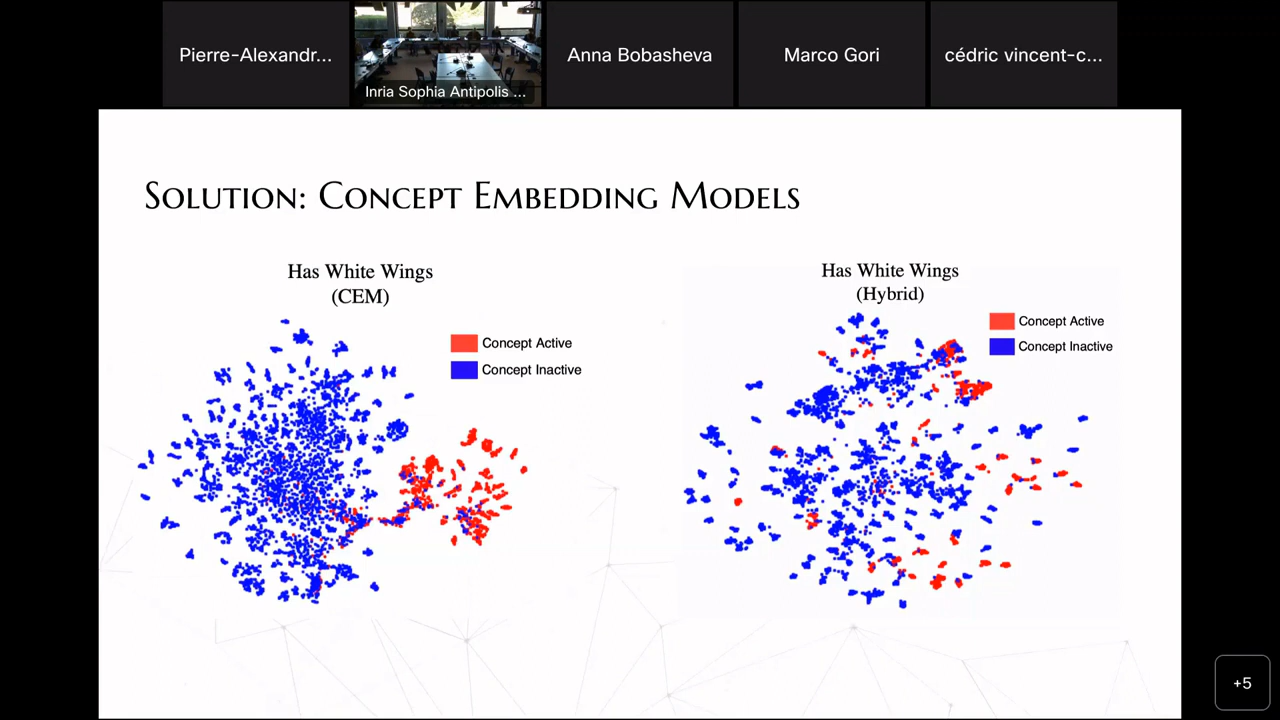 Pierre-Alexandr...
Inria Sophia Antipolis ...
Anna Bobasheva
Marco Gori
cédric vincent-c...
Solution: Concept Embedding Models
Has White Wings
(CEM)
Concept Active
Concept Inactive
Has White Wings
(Hybrid)
Concept Active
Concept Inactive
+5